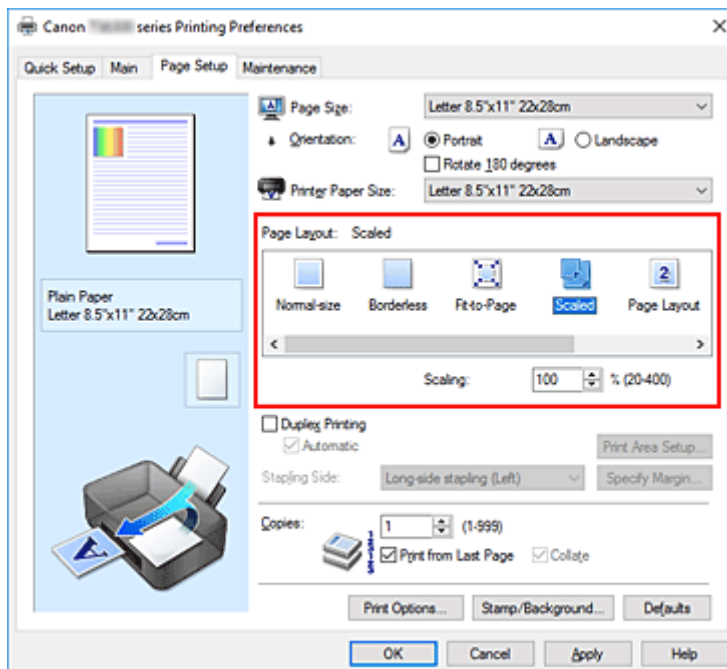 Canon series Printing Preferences
Quick Setup Main Page Setup Maintenance
Page Size: Letter 8.5"x11" 22x28cm
Orientation: A Portrait A Landscape
Rotate 180 degrees
Printer Paper Size: Letter 8.5"x11" 22x28cm
Page Layout: Scaled
Normal-size Borderless Fit-to-Page Scaled 2 Page Layout
Scaling: 100 % (20-400)
Plain Paper
Letter 8.5"x11" 22x28cm
Duplex Printing
Automatic
Print Area Setup...
Stapling Side: Long-side stapling (Left) Specify Margin...
Copies: 1 (1-999)
Print from Last Page Collate
A
Print Options... Stamp/Background... Defaults
OK Cancel Apply Help